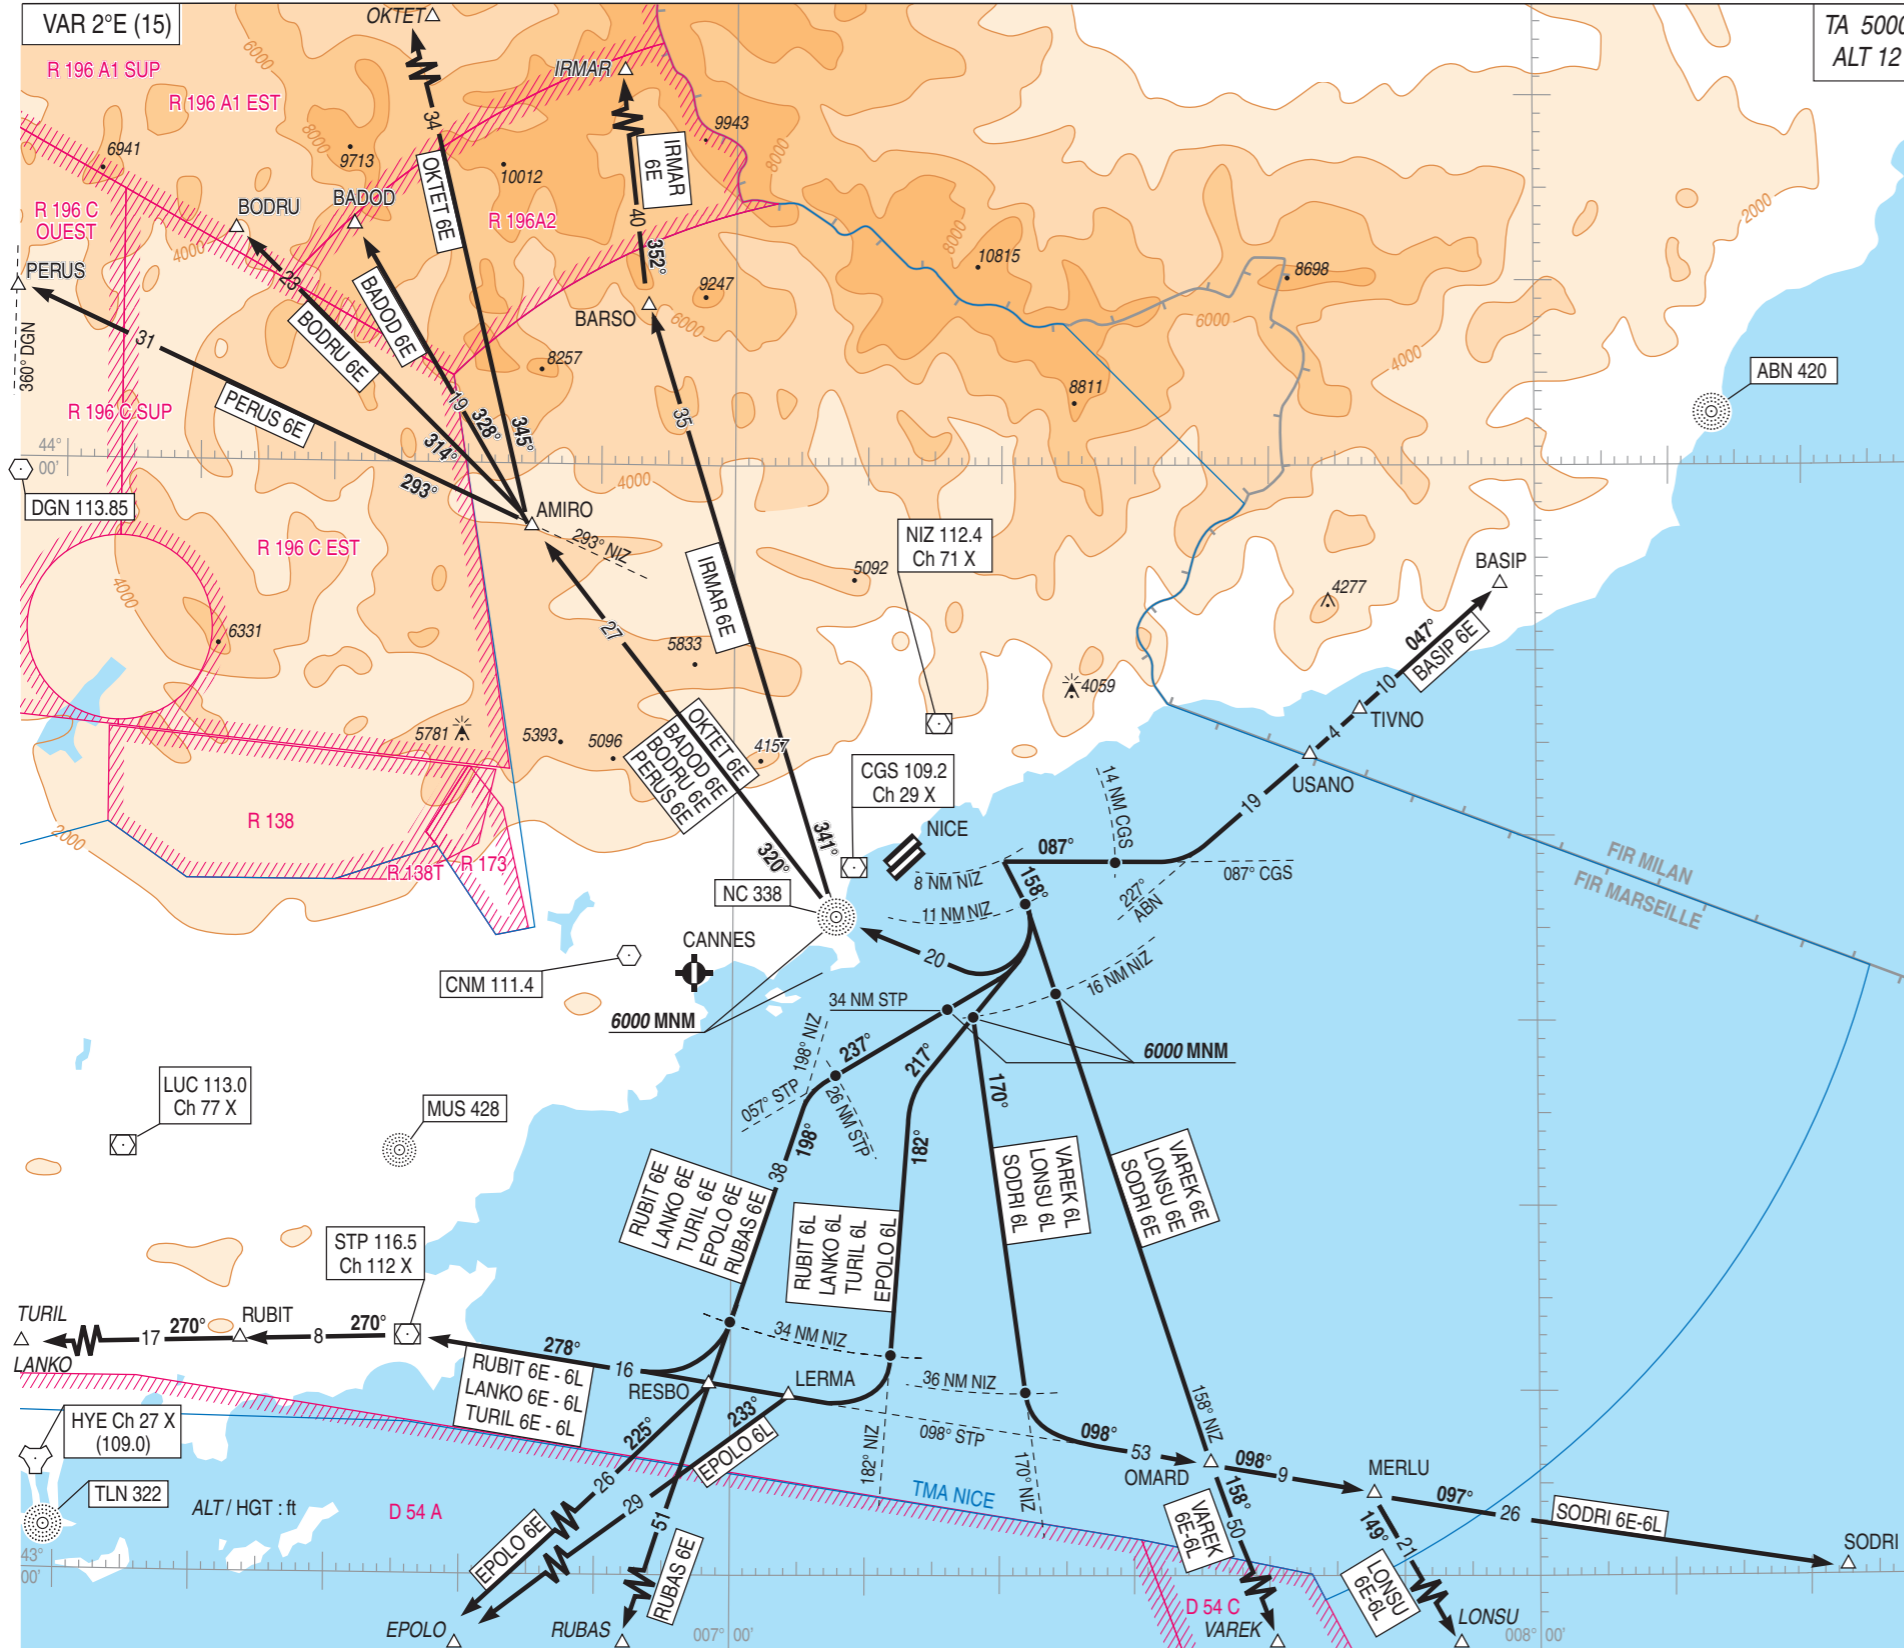 VAR 2°E (15)
OKTET
TA 5000
ALT 12
R 196 A1 SUP
6000
IRMAR
R 196 A1 EST
8000
34
9943
6941
9713
10012
8000
IRMAR
6E
OKTET 6E
R 196 C
OUEST
BODRU
BADOD
R 196A2
40
2000
4000
352°
8000
10815
8698
PERUS
23
BADOD 6E
9247
BARSO
6000
6000
31
BODRU 6E
360° DGN
8257
4000
ABN 420
PERUS 6E
8811
R 196 C SUP
19
328°
345°
35
314°
44°
00'
293°
4000
DGN 113.85
AMIRO
293° NIZ
NIZ 112.4
Ch 71 X
R 196 C EST
IRMAR 6E
5092
BASIP
4000
4277
6331
27
047°
BASIP 6E
5833
4059
10
TIVNO
5781
5393
5096
4157
OKTET 6E
BADOD 6E
BODRU 6E
PERUS 6E
4
CGS 109.2
Ch 29 X
14 NM CGS
USANO
19
R 138
2000
341°
NICE
087°
FIR MILAN
FIR MARSEILLE
R 138T
R 173
320°
8 NM NIZ
158°
087° CGS
NC 338
227°
ABN
11 NM NIZ
CANNES
20
CNM 111.4
16 NM NIZ
34 NM STP
6000 MNM
198° NIZ
237°
6000 MNM
217°
LUC 113.0
Ch 77 X
057° STP
26 NM STP
170°
MUS 428
198°
182°
38
RUBIT 6E
LANKO 6E
TURIL 6E
EPOLO 6E
RUBAS 6E
RUBIT 6L
LANKO 6L
TURIL 6L
EPOLO 6L
VAREK 6L
LONSU 6L
SODRI 6L
VAREK 6E
LONSU 6E
SODRI 6E
STP 116.5
Ch 112 X
TURIL
RUBIT
270°
270°
17
8
34 NM NIZ
278°
LANKO
16
RUBIT 6E - 6L
LANKO 6E - 6L
TURIL 6E - 6L
RESBO
LERMA
36 NM NIZ
HYE Ch 27 X
(109.0)
233°
225°
EPOLO 6L
098° STP
158° NIZ
182° NIZ
170° NIZ
098°
53
OMARD
098°
9
MERLU
TLN 322
ALT / HGT : ft
D 54 A
26
29
TMA NICE
158°
50
097°
26
SODRI 6E-6L
VAREK
6E-6L
149°
21
51
EPOLO 6E
RUBAS 6E
SODRI
43°
00'
LONSU
6E-6L
D 54 C
EPOLO
RUBAS
007° 00'
VAREK
LONSU
008° 00'